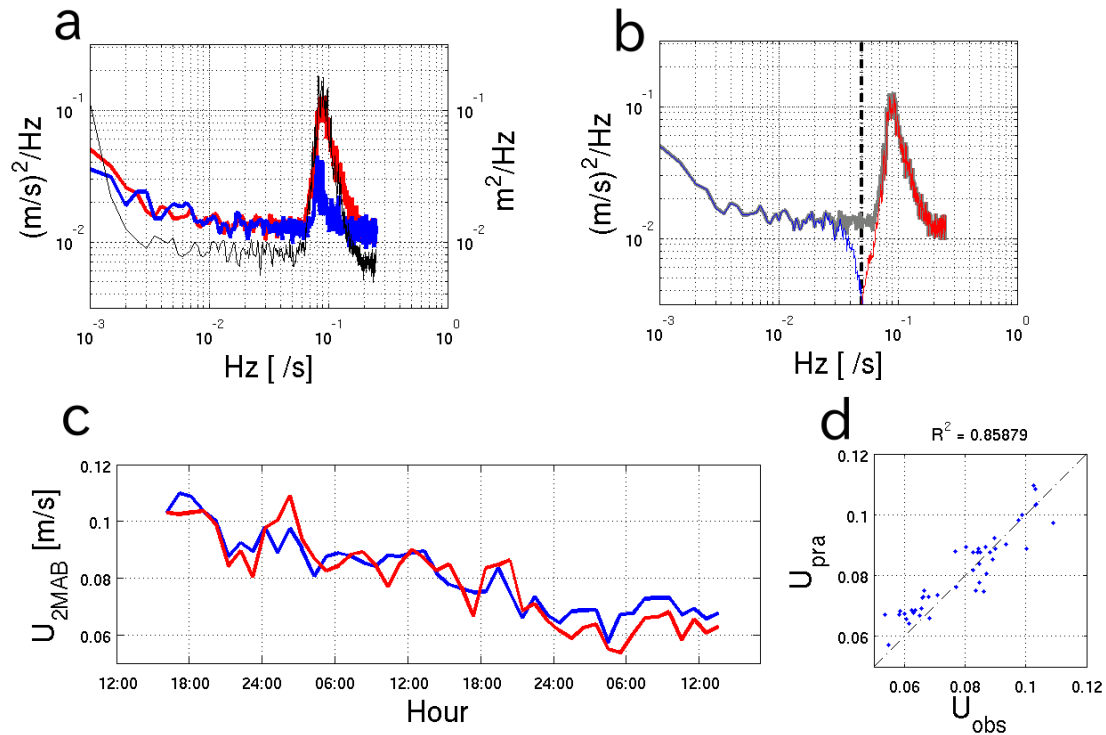 a
(m/s)²/Hz
10⁻¹
10⁻²
10⁻¹
10⁻²
m²/Hz
10⁻³
10⁻²
10⁻¹
10⁰
Hz [ /s]
b
(m/s)²/Hz
10⁻¹
10⁻²
10⁻³
10⁻²
10⁻¹
10⁰
Hz [ /s]
c
U_2MAB [m/s]
0.12
0.1
0.08
0.06
12:00
18:00
24:00
06:00
12:00
18:00
24:00
06:00
12:00
Hour
d
R² = 0.85879
U_pra
0.12
0.1
0.08
0.06
0.06
0.08
0.1
0.12
U_obs